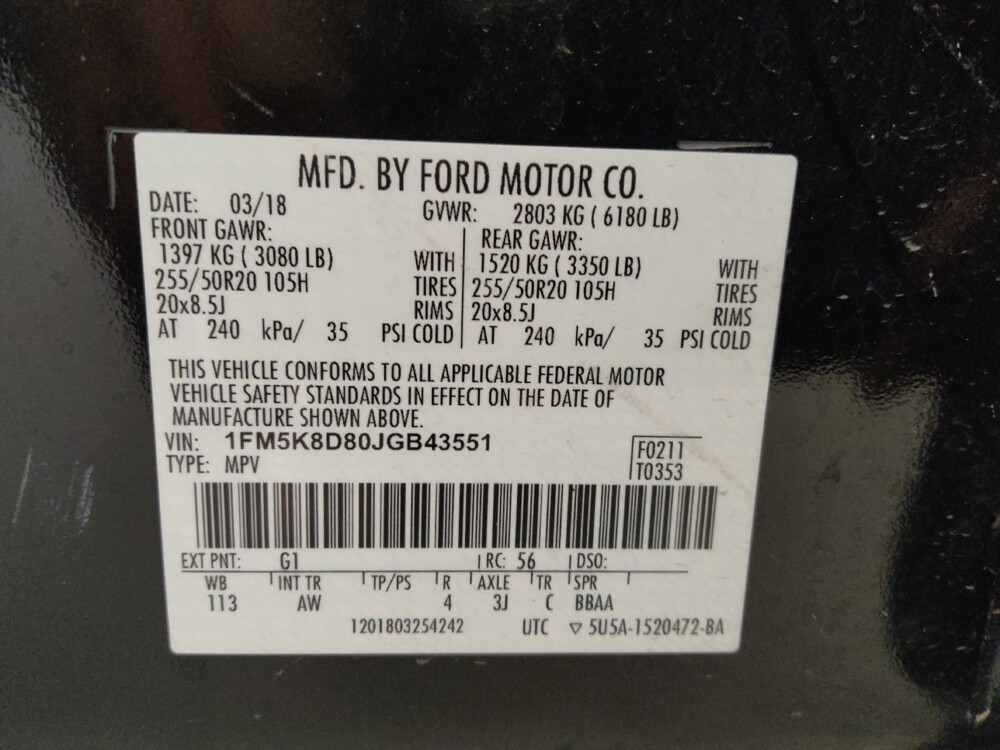 MFD. BY FORD MOTOR CO.
DATE: 03/18 GVWR: 2803 KG ( 6180 LB)
FRONT GAWR: REAR GAWR:
1397 KG ( 3080 LB) WITH 1520 KG ( 3350 LB) WITH
255/50R20 105H TIRES 255/50R20 105H TIRES
20x8.5J RIMS 20x8.5J RIMS
AT 240 kPa/ 35 PSI COLD AT 240 kPa/ 35 PSI COLD
THIS VEHICLE CONFORMS TO ALL APPLICABLE FEDERAL MOTOR
VEHICLE SAFETY STANDARDS IN EFFECT ON THE DATE OF
MANUFACTURE SHOWN ABOVE.
VIN: 1FM5K8D80JGB43551 F0211
TYPE: MPV T0353
EXT PNT: G1 RC: 56 DSO:
WB INT TR TP/PS R AXLE TR SPR
113 AW 4 3J C BBAA
1201803254242 UTC ▽ 5U5A-1520472-BA